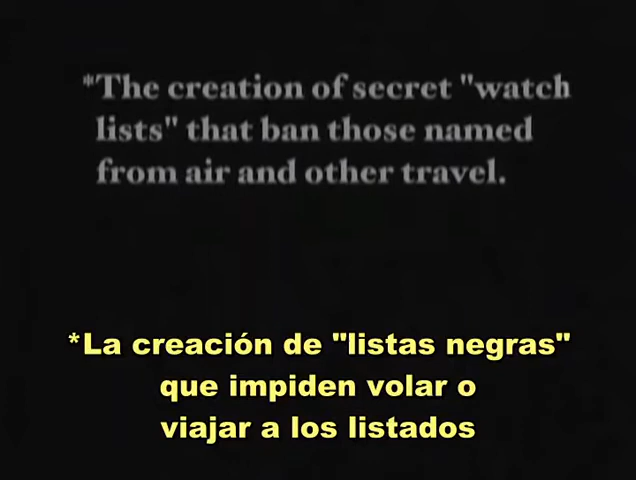 *The creation of secret "watch
lists" that ban those named
from air and other travel.
*La creación de "listas negras"
que impiden volar o
viajar a los listados